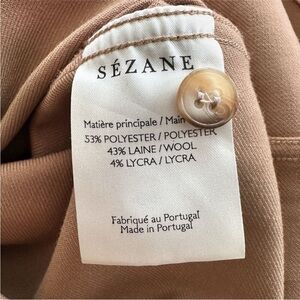 SÉZANE
Matière principale / Main
53% POLYESTER / POLYESTER
43% LAINE / WOOL
4% LYCRA / LYCRA
Fabriqué au Portugal
Made in Portugal